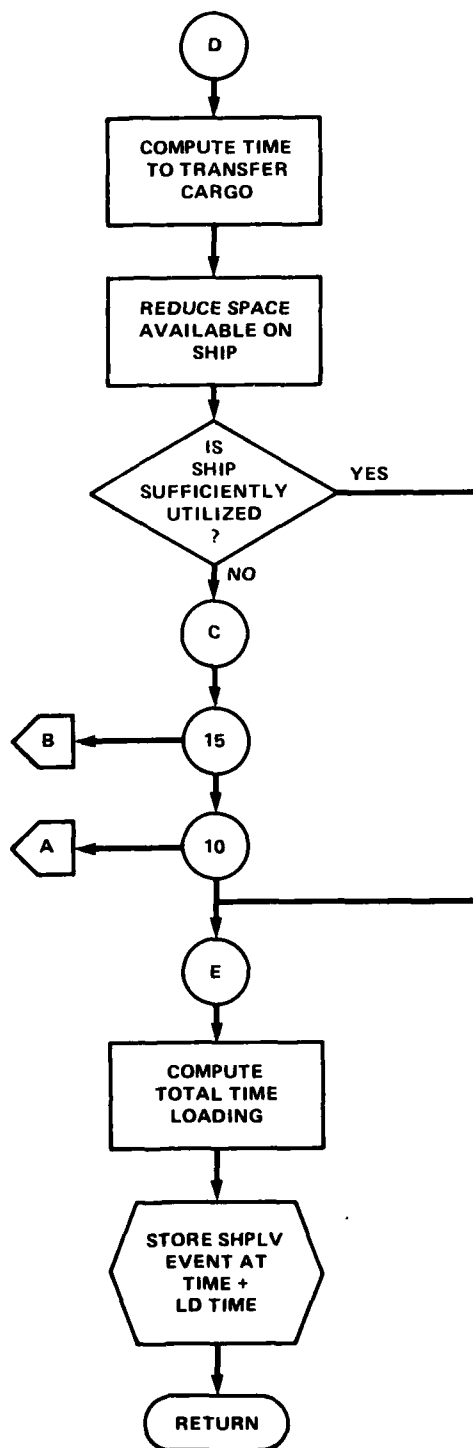 D
COMPUTE TIME
TO TRANSFER
CARGO
REDUCE SPACE
AVAILABLE ON
SHIP
IS
SHIP
SUFFICIENTLY
UTILIZED
?
YES
NO
C
B
15
A
10
E
COMPUTE
TOTAL TIME
LOADING
STORE SHPLV
EVENT AT
TIME +
LD TIME
RETURN